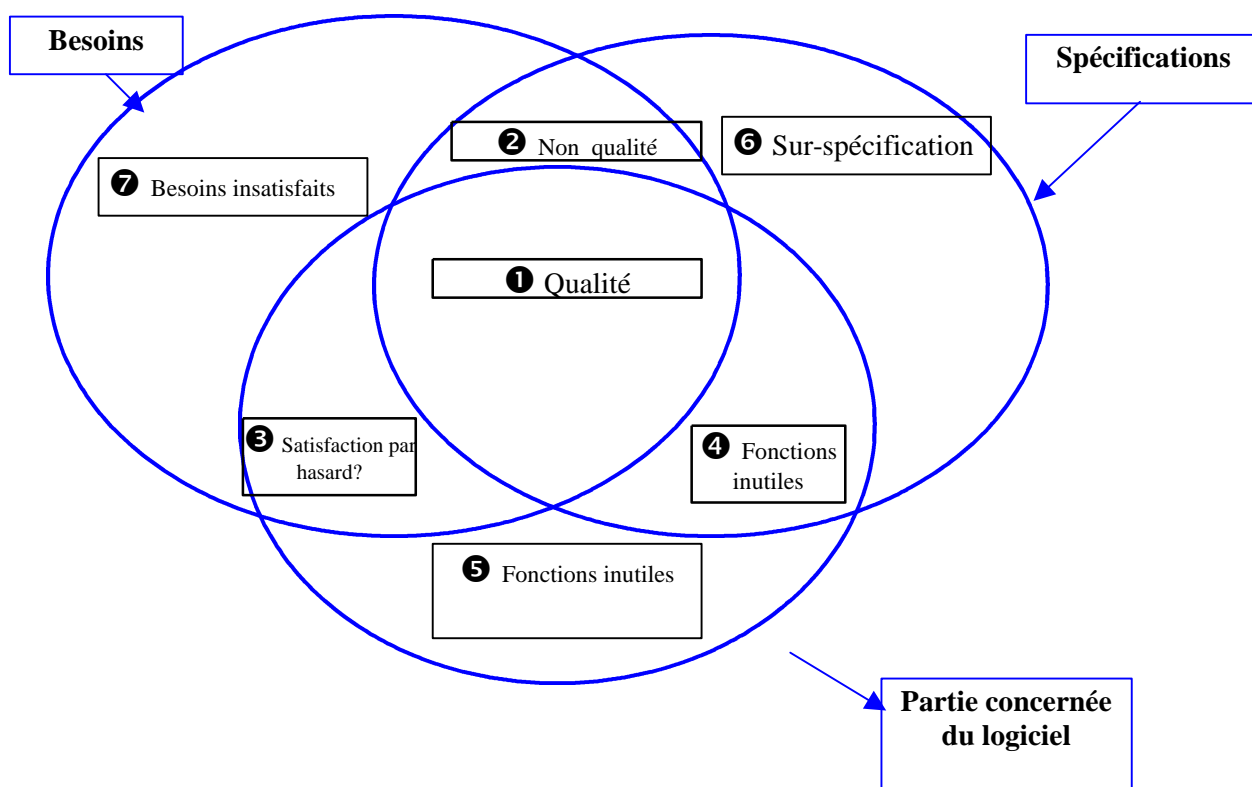 Besoins
Spécifications
❷ Non qualité
❻ Sur-spécification
❼ Besoins insatisfaits
❶ Qualité
❸ Satisfaction par
hasard?
❹ Fonctions
inutiles
❺ Fonctions inutiles
Partie concernée
du logiciel